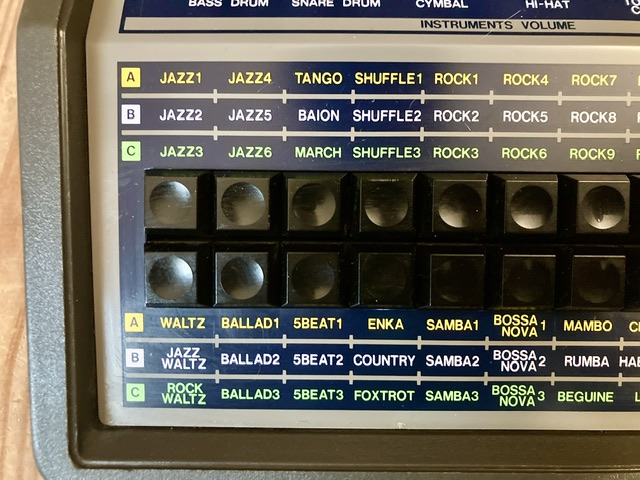 BASS DRUM SNARE DRUM CYMBAL HI-HAT
INSTRUMENTS VOLUME
A JAZZ1 JAZZ4 TANGO SHUFFLE1 ROCK1 ROCK4 ROCK7
B JAZZ2 JAZZ5 BAION SHUFFLE2 ROCK2 ROCK5 ROCK8
C JAZZ3 JAZZ6 MARCH SHUFFLE3 ROCK3 ROCK6 ROCK9
A WALTZ BALLAD1 5BEAT1 ENKA SAMBA1 BOSSA NOVA 1 MAMBO
B JAZZ WALTZ BALLAD2 5BEAT2 COUNTRY SAMBA2 BOSSA NOVA 2 RUMBA
C ROCK WALTZ BALLAD3 5BEAT3 FOXTROT SAMBA3 BOSSA NOVA 3 BEGUINE